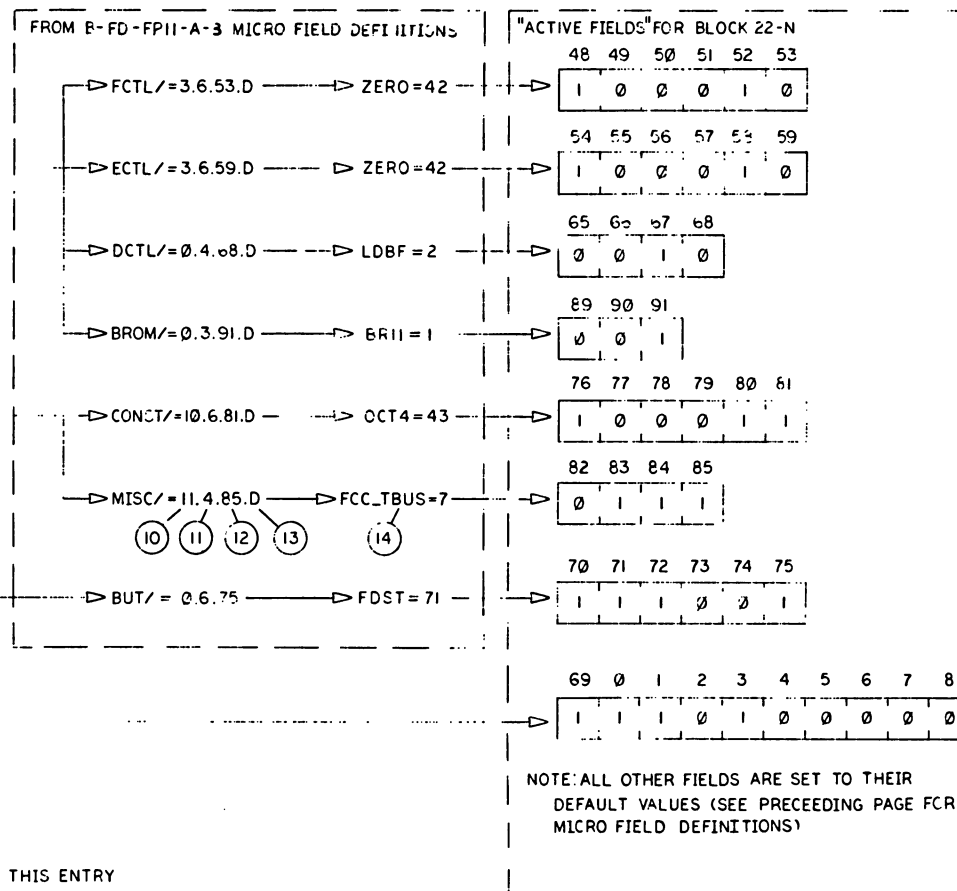 FROM B-FD-FP11-A-3 MICRO FIELD DEFINITIONS
"ACTIVE FIELDS" FOR BLOCK 22-N
48 49 50 51 52 53
FCTL/=3.6.53.D ZERO=42 1 0 0 0 1 0
54 55 56 57 58 59
ECTL/=3.6.59.D ZERO=42 1 0 0 0 1 0
65 66 67 68
DCTL/=0.4.68.D LDBF=2 0 0 1 0
89 90 91
BROM/=0.3.91.D BR11=1 0 0 1
76 77 78 79 80 81
CONST/=10.6.81.D OCT4=43 1 0 0 0 1 1
82 83 84 85
MISC/=11.4.85.D FCC_TBUS=7 0 1 1 1
10 11 12 13 14
70 71 72 73 74 75
BUT/= 0.6.75 FDST=71 1 1 1 0 0 1
69 0 1 2 3 4 5 6 7 8
1 1 1 0 1 0 0 0 0 0
NOTE: ALL OTHER FIELDS ARE SET TO THEIR
DEFAULT VALUES (SEE PRECEEDING PAGE FOR
MICRO FIELD DEFINITIONS)
THIS ENTRY